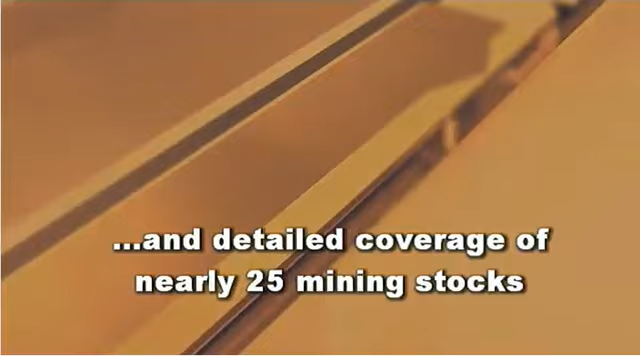 ...and detailed coverage of
nearly 25 mining stocks